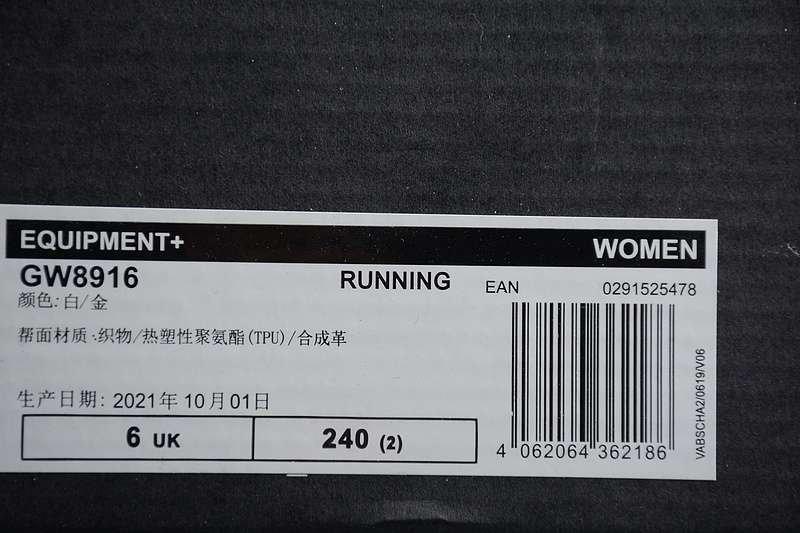 EQUIPMENT+ WOMEN
GW8916 RUNNING EAN 0291525478
颜色: 白/金
帮面材质:织物/热塑性聚氨酯(TPU)/合成革
生产日期: 2021年10月01日
6 UK 240 (2)
4 062064 362186
VABSCHA2/0619/V06